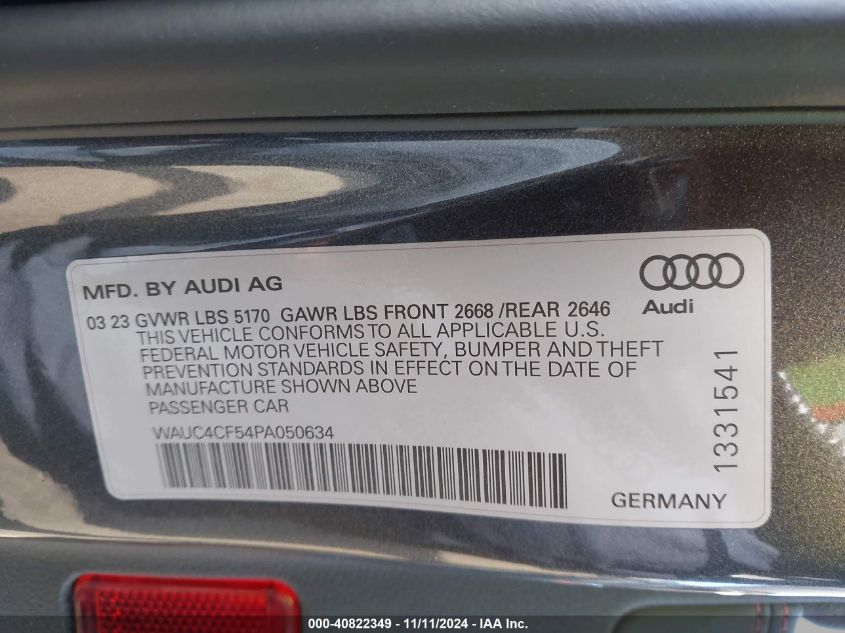 MFD. BY AUDI AG
Audi
03 23 GVWR LBS 5170 GAWR LBS FRONT 2668 /REAR 2646
THIS VEHICLE CONFORMS TO ALL APPLICABLE U.S.
FEDERAL MOTOR VEHICLE SAFETY, BUMPER AND THEFT
PREVENTION STANDARDS IN EFFECT ON THE DATE OF
MANUFACTURE SHOWN ABOVE
PASSENGER CAR
WAUC4CF54PA050634
1331541
GERMANY
000-40822349 - 11/11/2024 - IAA Inc.